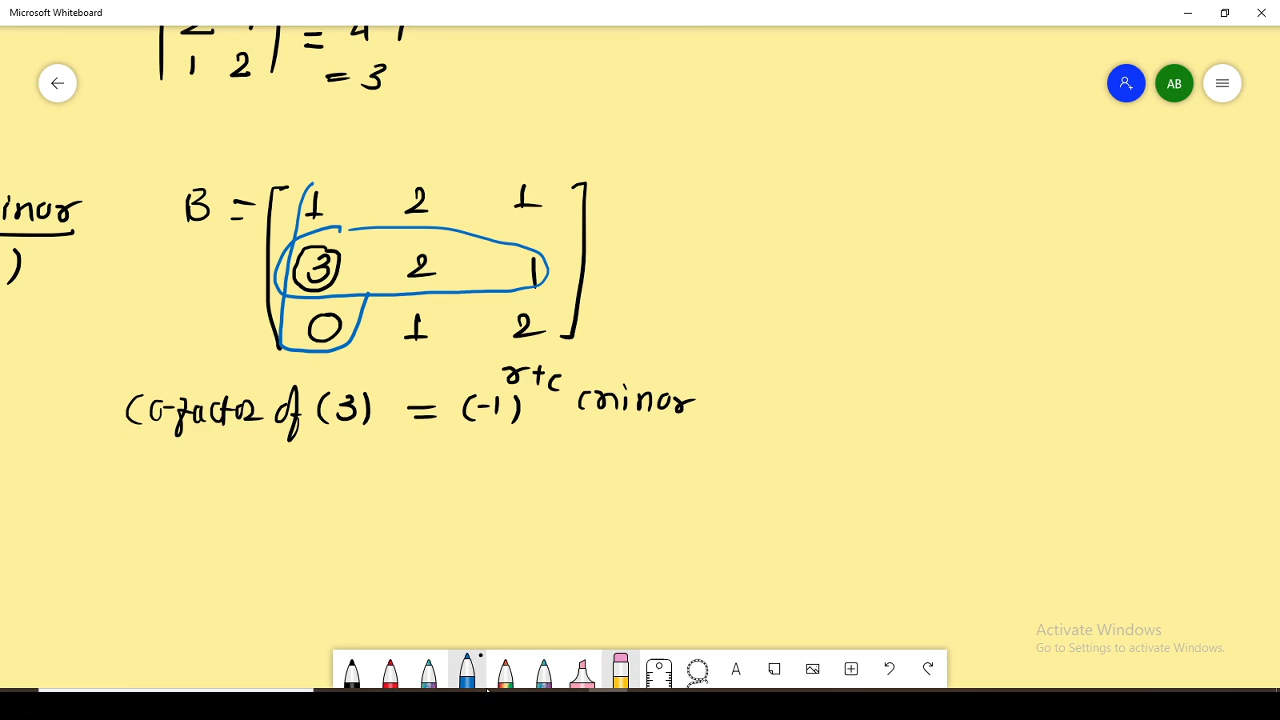 Microsoft Whiteboard
1 2 | =
= 3
AB
B = [ 1 2 1
inor
3 2 1
)
0 1 2 ]
r+c
Co-factor of (3) = (-1) minor
Activate Windows
Go to Settings to activate Windows.
A